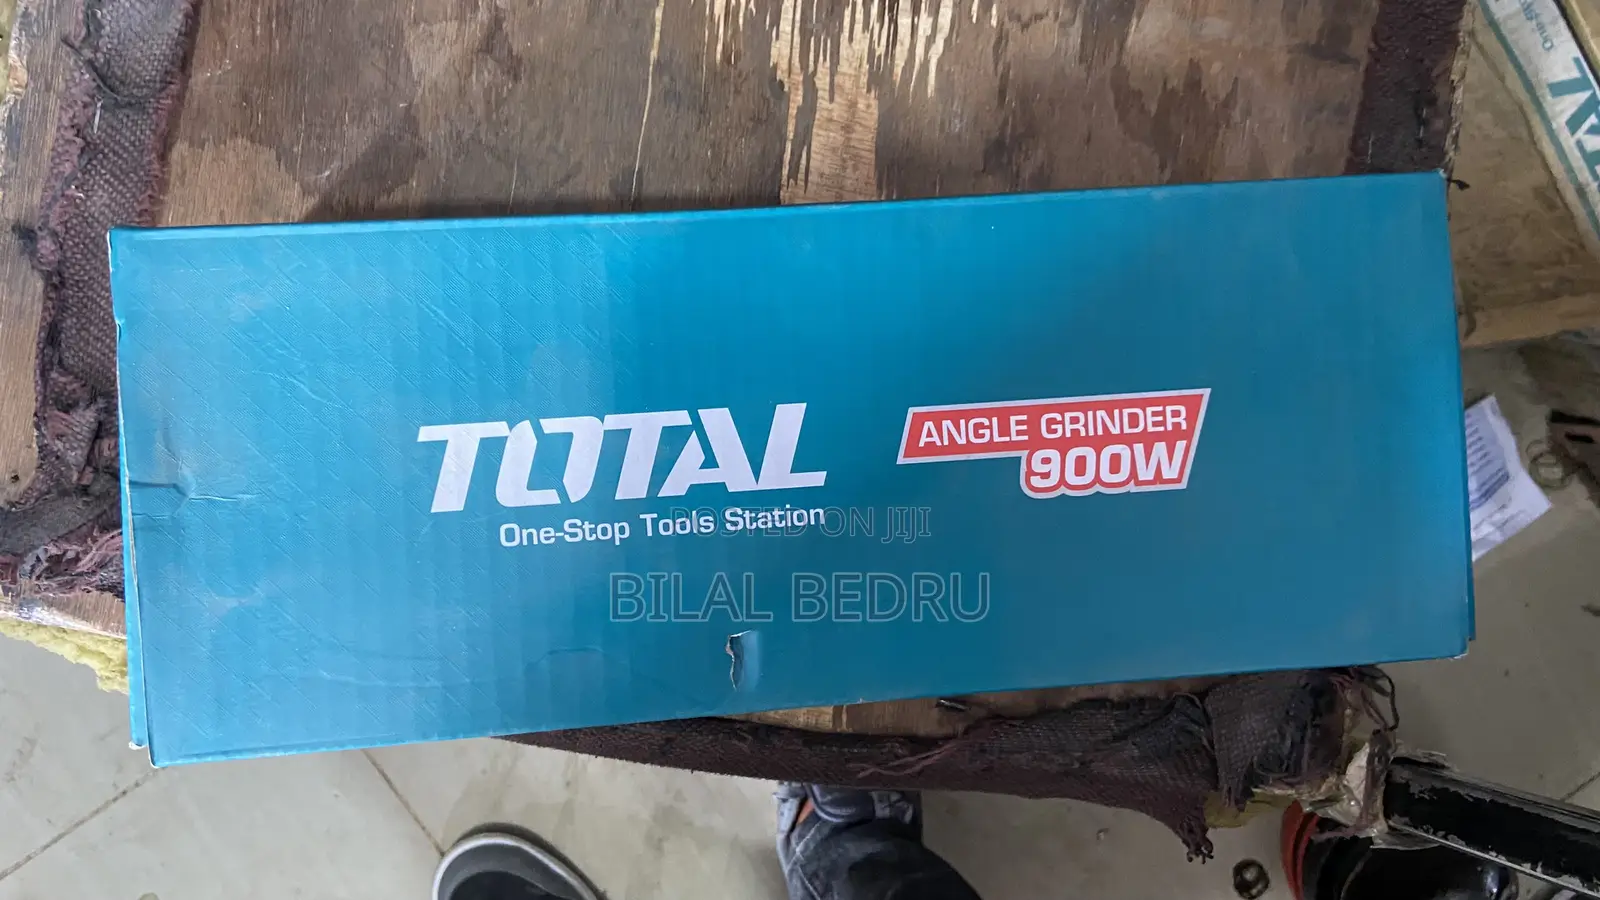 TOTAL
One-Stop Tools Station
ANGLE GRINDER
900W
POSTED ON JIJI
BILAL BEDRU